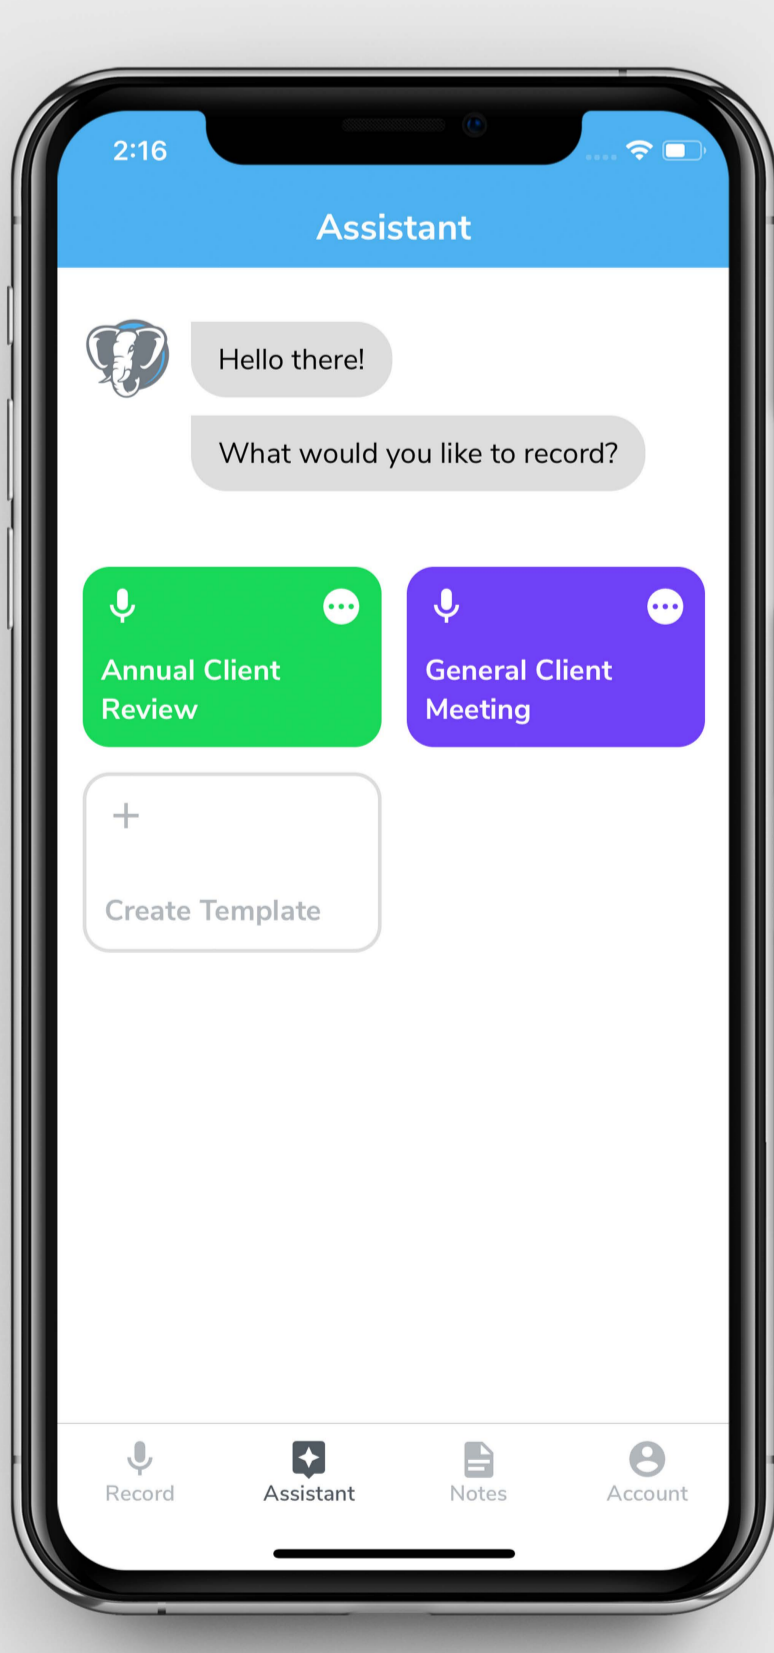 2:16
Assistant
Hello there!
What would you like to record?
Annual Client
Review
General Client
Meeting
Create Template
Record
Assistant
Notes
Account